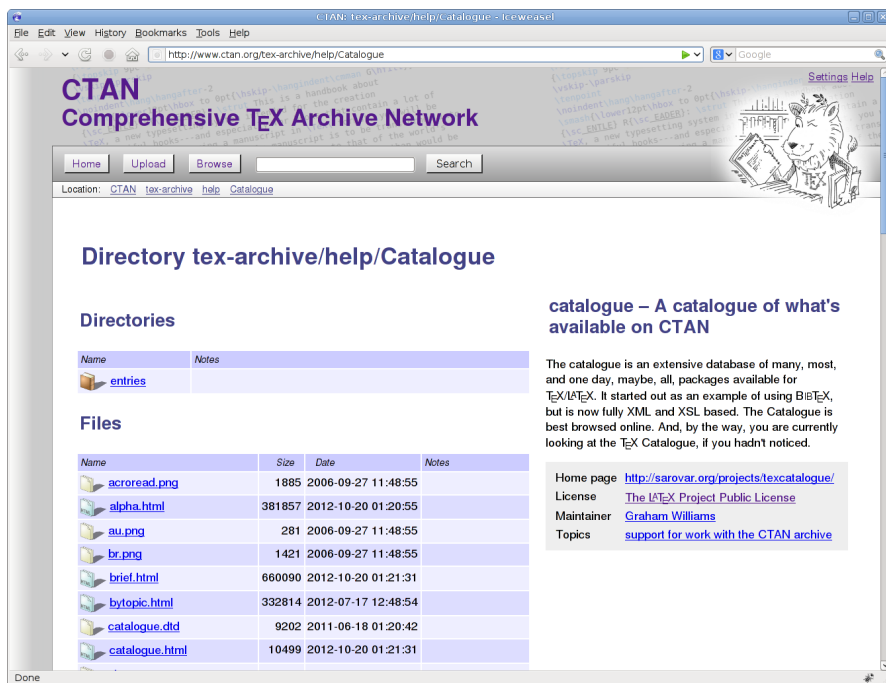 CTAN: tex-archive/help/Catalogue - Iceweasel
File Edit View History Bookmarks Tools Help
http://www.ctan.org/tex-archive/help/Catalogue
Google
Settings Help
CTAN
Comprehensive TEX Archive Network
Home Upload Browse Search
Location: CTAN tex-archive help Catalogue
Directory tex-archive/help/Catalogue
Directories
Name Notes
entries
Files
Name Size Date Notes
acroread.png 1885 2006-09-27 11:48:55
alpha.html 381857 2012-10-20 01:20:55
au.png 281 2006-09-27 11:48:55
br.png 1421 2006-09-27 11:48:55
brief.html 660090 2012-10-20 01:21:31
bytopic.html 332814 2012-07-17 12:48:54
catalogue.dtd 9202 2011-06-18 01:20:42
catalogue.html 10499 2012-10-20 01:21:31
catalogue – A catalogue of what's
available on CTAN
The catalogue is an extensive database of many, most,
and one day, maybe, all, packages available for
TEX/LATEX. It started out as an example of using BIBTEX,
but is now fully XML and XSL based. The Catalogue is
best browsed online. And, by the way, you are currently
looking at the TEX Catalogue, if you hadn't noticed.
Home page http://sarovar.org/projects/texcatalogue/
License The LATEX Project Public License
Maintainer Graham Williams
Topics support for work with the CTAN archive
Done